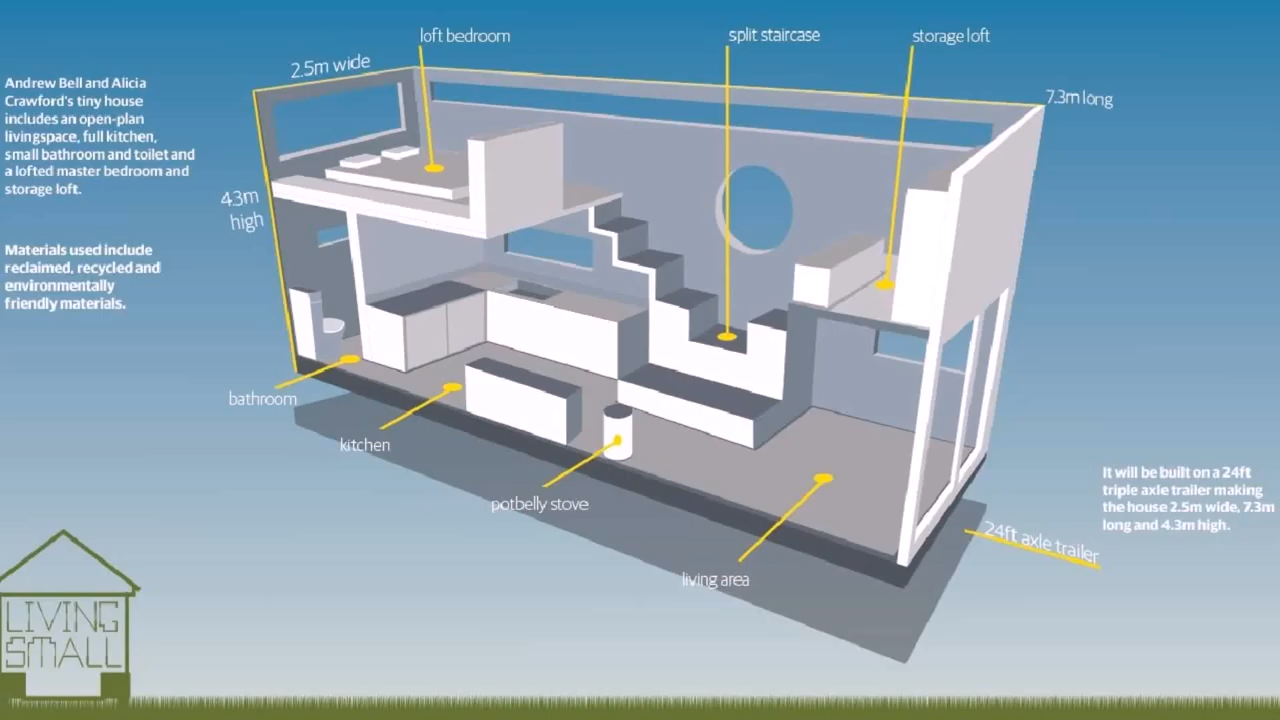 loft bedroom
split staircase
storage loft
2.5m wide
7.3m long
Andrew Bell and Alicia
Crawford's tiny house
includes an open-plan
livingspace, full kitchen,
small bathroom and toilet and
a lofted master bedroom and
storage loft.
4.3m
high
Materials used include
reclaimed, recycled and
environmentally
friendly materials.
bathroom
kitchen
potbelly stove
living area
It will be built on a 24ft
triple axle trailer making
the house 2.5m wide, 7.3m
long and 4.3m high.
24ft axle trailer
LIVING
SMALL